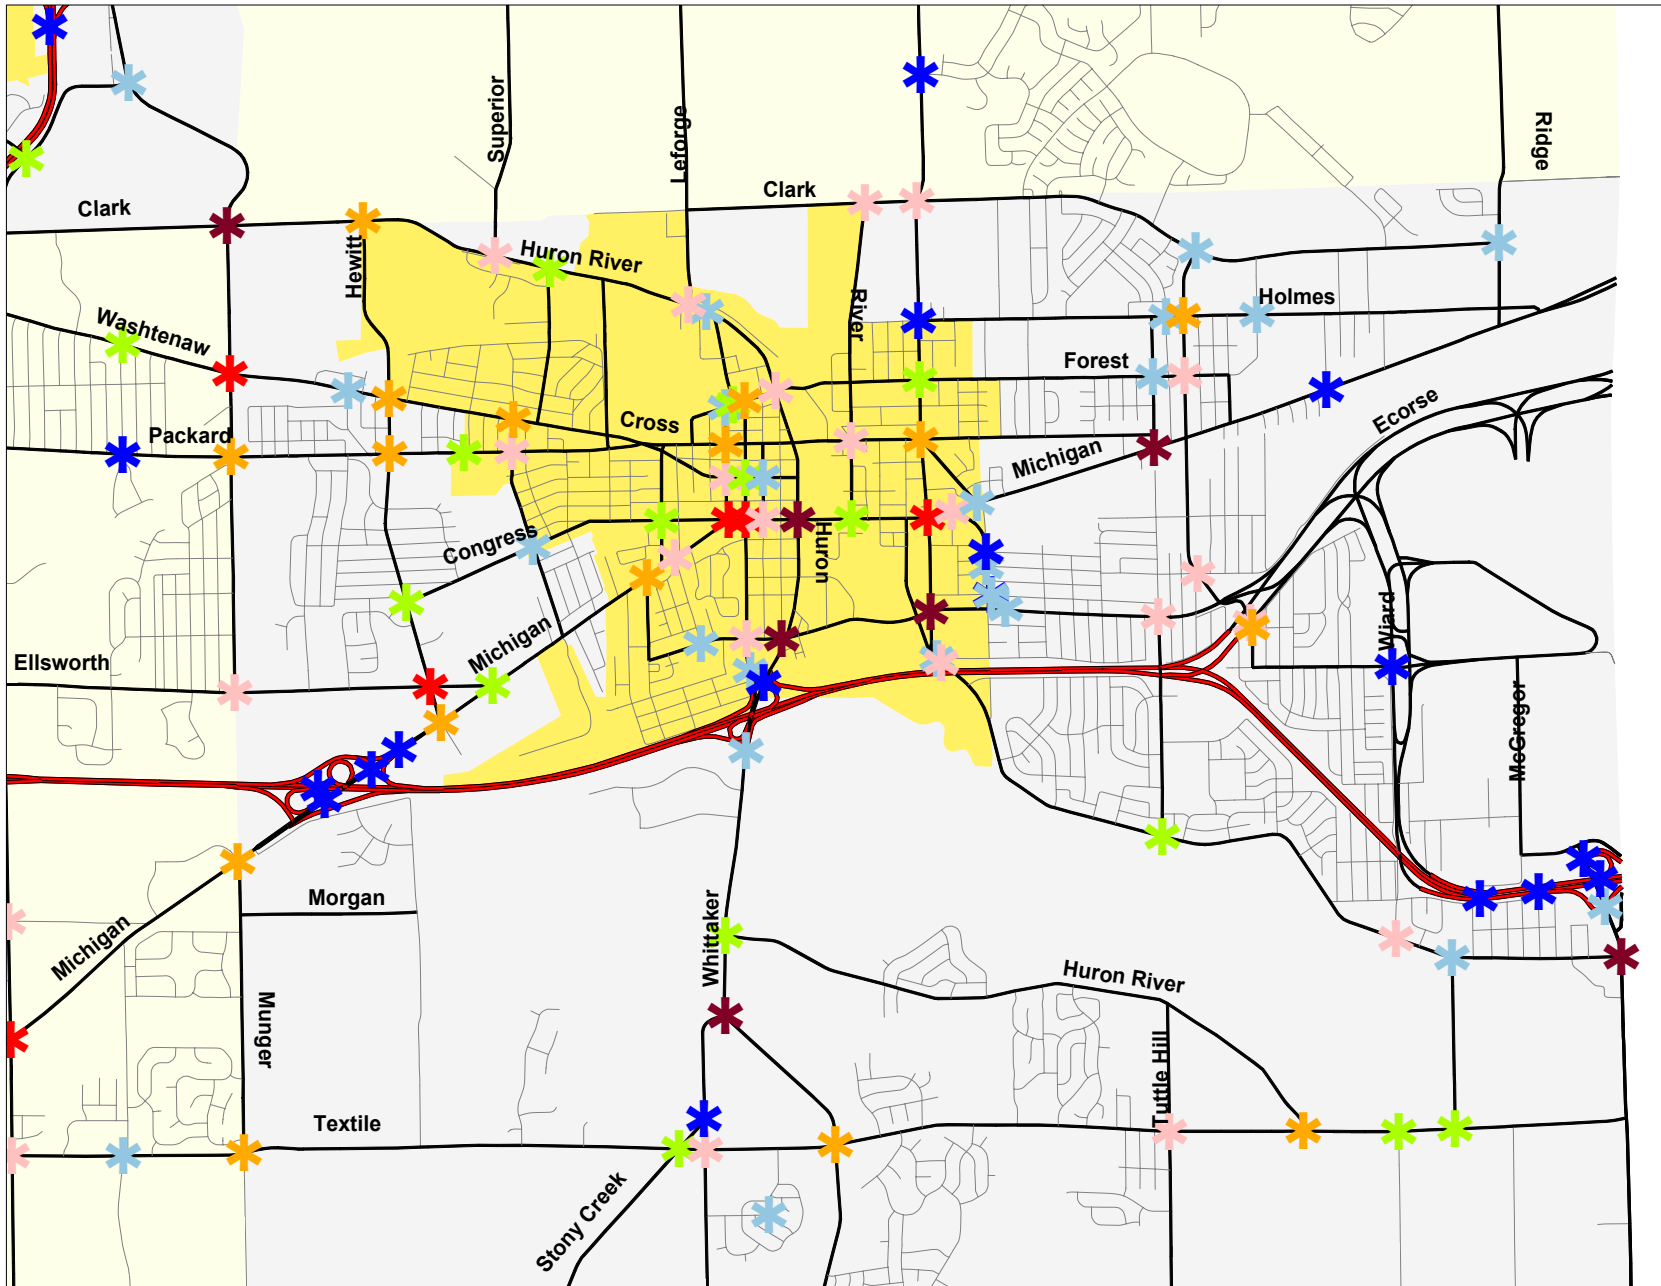 Superior
Leforge
Ridge
Clark
Clark
Hewitt
Huron River
River
Holmes
Washtenaw
Forest
Ecorse
Cross
Packard
Michigan
Congress
Huron
Wiard
Michigan
Ellsworth
McGregor
Morgan
Whittaker
Michigan
Huron River
Munger
Tuttle Hill
Textile
Stony Creek